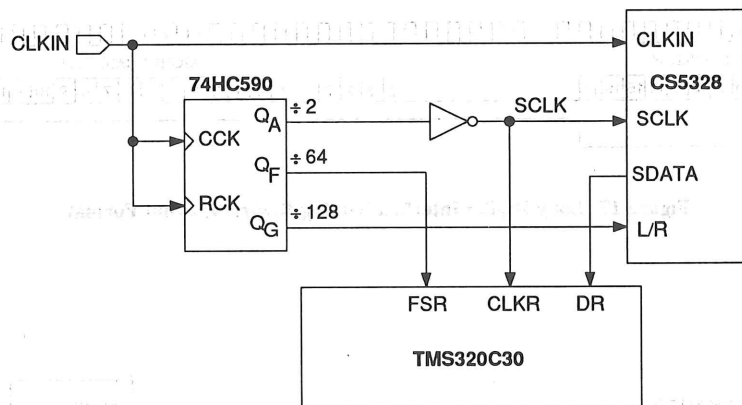 CLKIN
CLKIN
CS5328
74HC590
QA ÷ 2
SCLK
SCLK
CCK
QF ÷ 64
SDATA
RCK
QG ÷ 128
L/R
FSR CLKR DR
TMS320C30